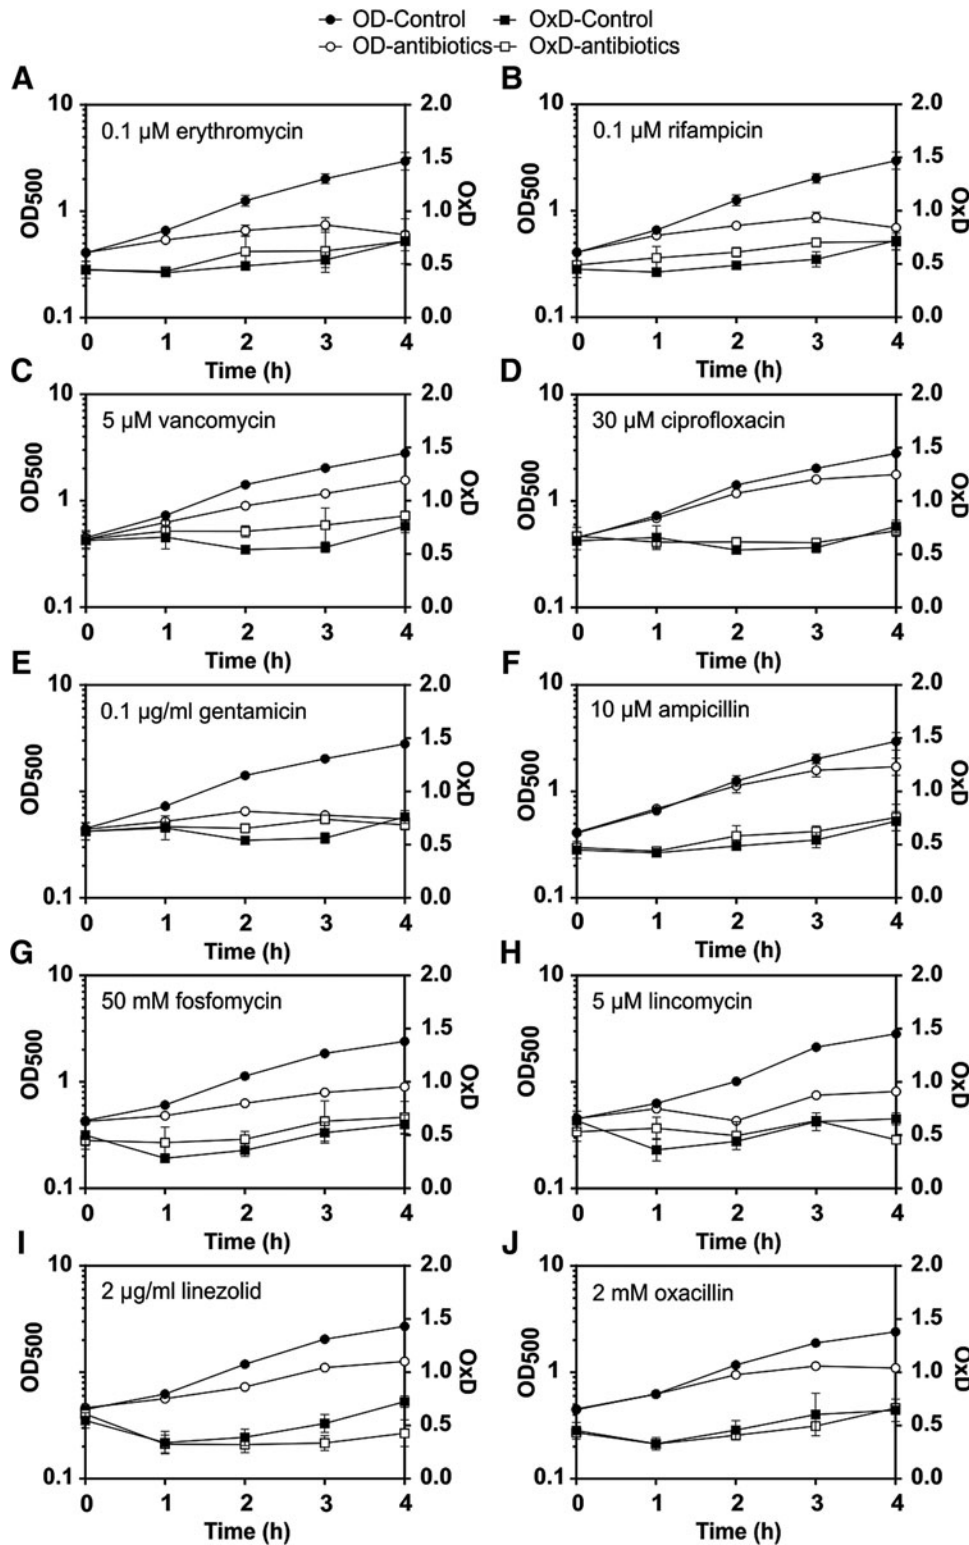 OD-Control OxD-Control
OD-antibiotics OxD-antibiotics
A
10
1
0.1
OD500
0.1 µM erythromycin
2.0
1.5
1.0
0.5
0.0
OxD
0 1 2 3 4
Time (h)
B
10
1
0.1
OD500
0.1 µM rifampicin
2.0
1.5
1.0
0.5
0.0
OxD
0 1 2 3 4
Time (h)
C
10
1
0.1
OD500
5 µM vancomycin
2.0
1.5
1.0
0.5
0.0
OxD
0 1 2 3 4
Time (h)
D
10
1
0.1
OD500
30 µM ciprofloxacin
2.0
1.5
1.0
0.5
0.0
OxD
0 1 2 3 4
Time (h)
E
10
0.1
OD500
0.1 µg/ml gentamicin
2.0
1.5
1.0
0.5
0.0
OxD
0 1 2 3 4
Time (h)
F
10
1
0.1
OD500
10 µM ampicillin
2.0
1.5
1.0
0.5
0.0
OxD
0 1 2 3 4
Time (h)
G
10
1
0.1
OD500
50 mM fosfomycin
2.0
1.5
1.0
0.5
0.0
OxD
0 1 2 3 4
Time (h)
H
10
1
0.1
OD500
5 µM lincomycin
2.0
1.5
1.0
0.5
0.0
OxD
0 1 2 3 4
Time (h)
I
10
1
0.1
OD500
2 µg/ml linezolid
2.0
1.5
1.0
0.5
0.0
OxD
0 1 2 3 4
Time (h)
J
10
1
0.1
OD500
2 mM oxacillin
2.0
1.5
1.0
0.5
0.0
OxD
0 1 2 3 4
Time (h)